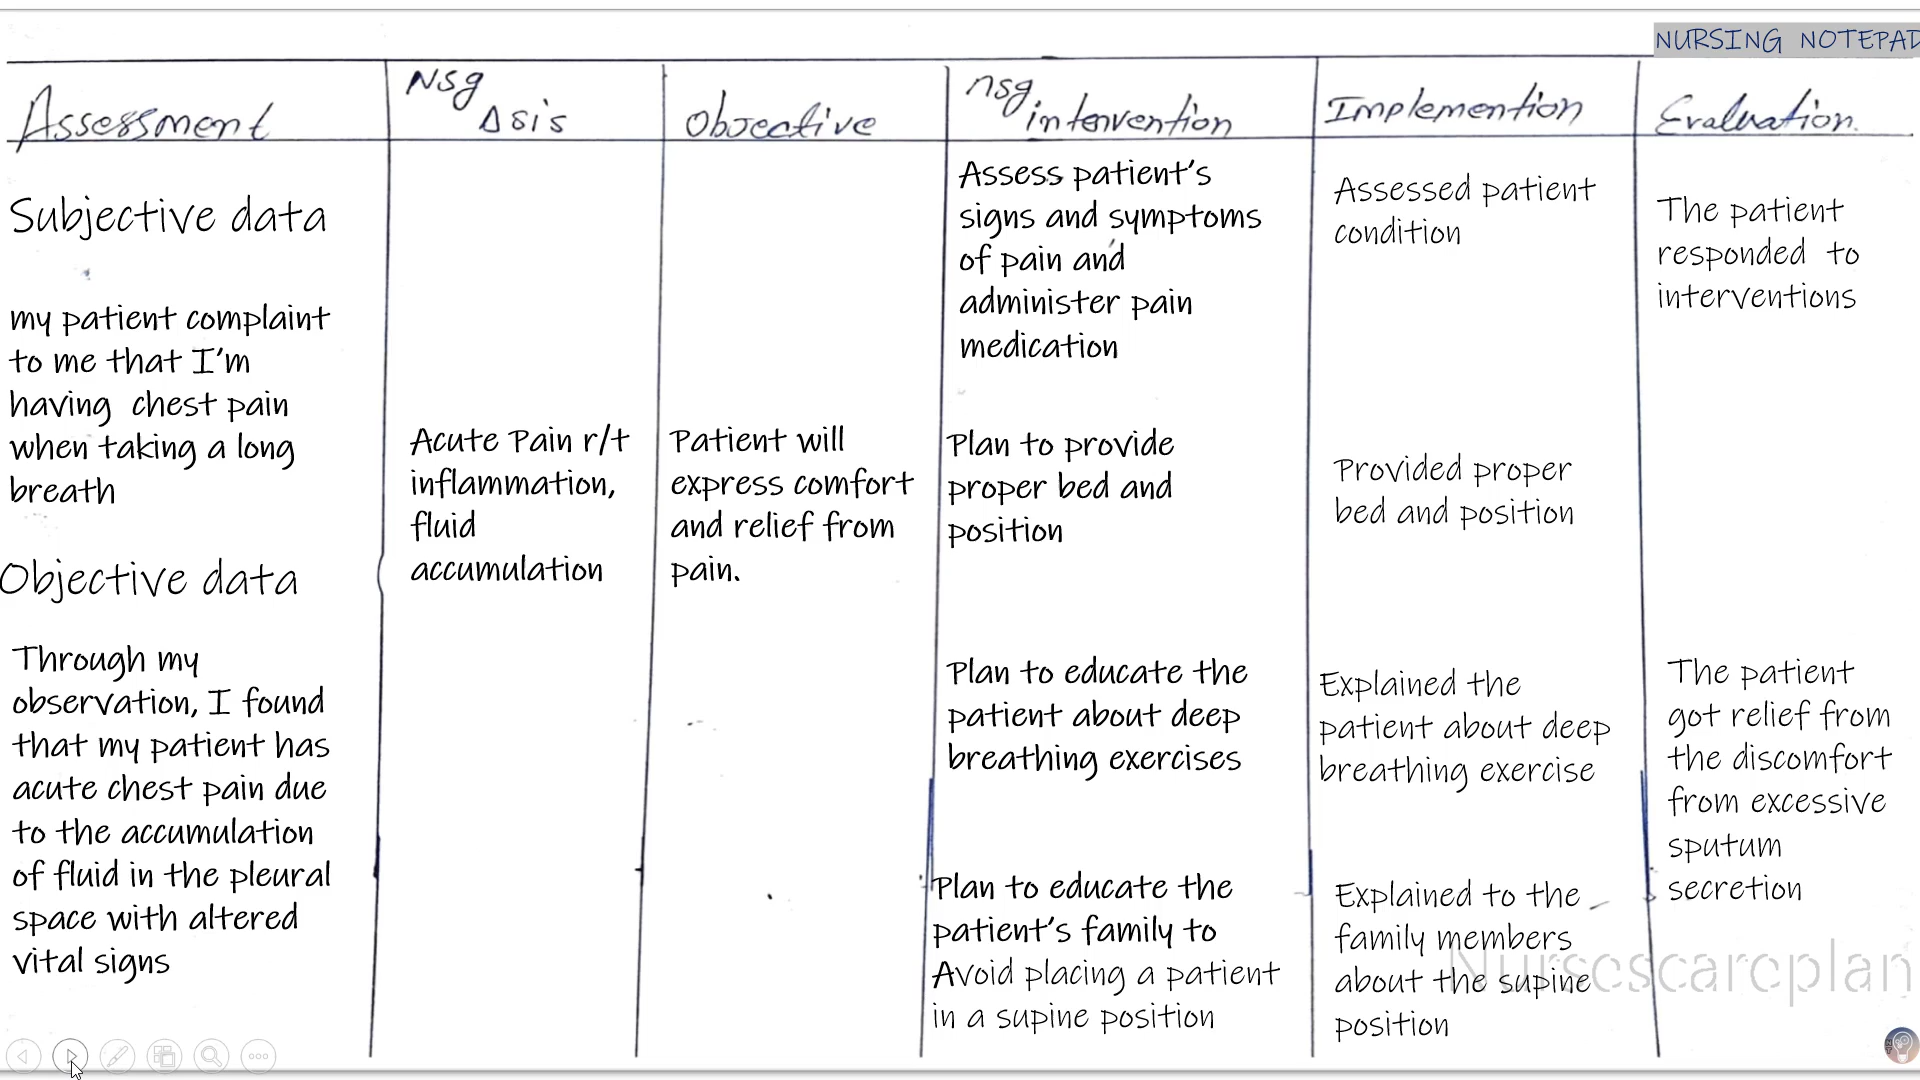 NURSING NOTEPAD
Assessment
Nsg
Δsis
Objective
nsg
intervention
Implemention
Evaluation.
Subjective data
my patient complaint
to me that I'm
having chest pain
when taking a long
breath
Objective data
Through my
observation, I found
that my patient has
acute chest pain due
to the accumulation
of fluid in the pleural
space with altered
vital signs
Acute Pain r/t
inflammation,
fluid
accumulation
Patient will
express comfort
and relief from
pain.
Assess patient's
signs and symptoms
of pain and
administer pain
medication
Plan to provide
proper bed and
position
Plan to educate the
patient about deep
breathing exercises
Plan to educate the
patient's family to
Avoid placing a patient
in a supine position
Assessed patient
condition
Provided proper
bed and position
Explained the
patient about deep
breathing exercise
Explained to the
family members
about the supine
position
The patient
responded to
interventions
The patient
got relief from
the discomfort
from excessive
sputum
secretion
Nursescareplan